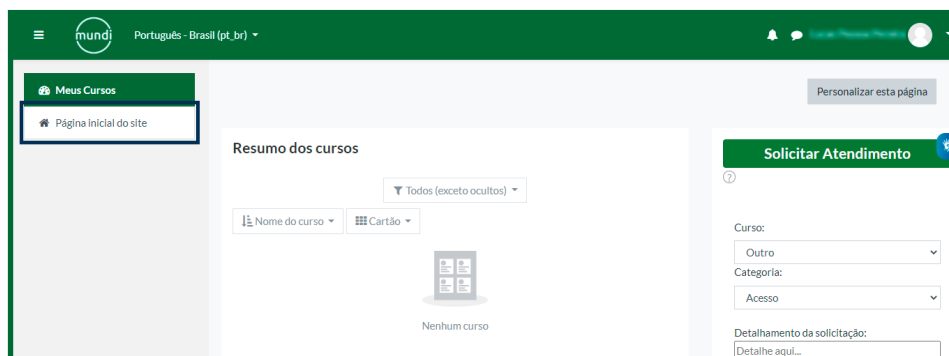 mundi
Português - Brasil (pt_br)
Meus Cursos
Página inicial do site
Personalizar esta página
Resumo dos cursos
Todos (exceto ocultos)
Nome do curso
Cartão
Nenhum curso
Solicitar Atendimento
?
Curso:
Outro
Categoria:
Acesso
Detalhamento da solicitação:
Detalhe aqui...